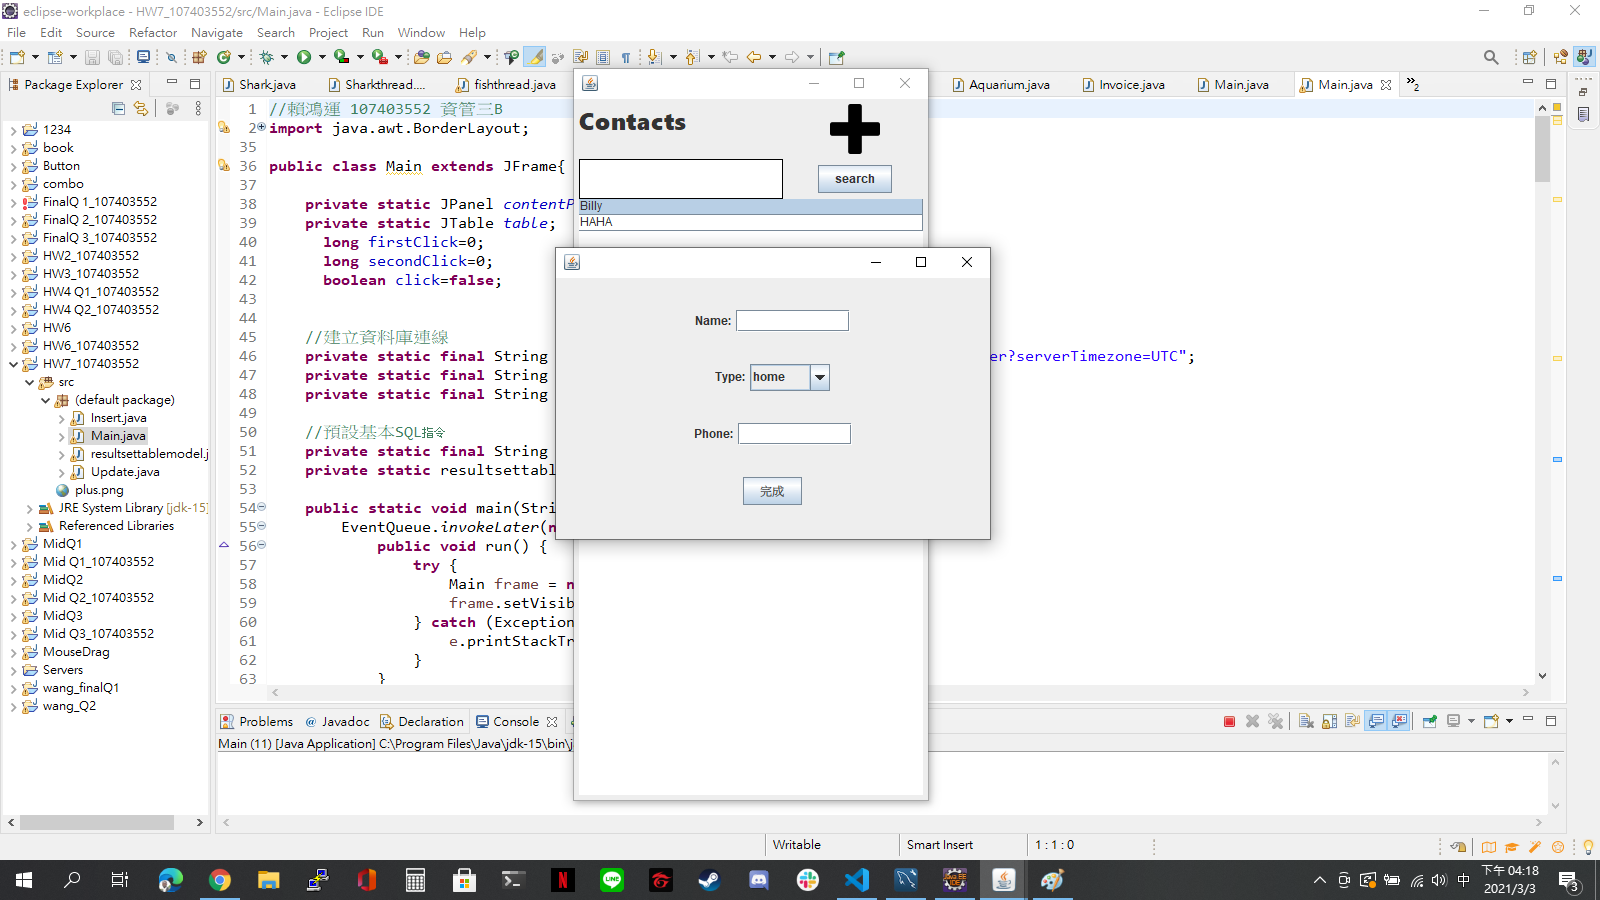 eclipse-workplace - HW7_107403552/src/Main.java - Eclipse IDE
File Edit Source Refactor Navigate Search Project Run Window Help
Package Explorer
1234
book
Button
combo
FinalQ 1_107403552
FinalQ 2_107403552
FinalQ 3_107403552
HW2_107403552
HW3_107403552
HW4 Q1_107403552
HW4 Q2_107403552
HW6
HW6_107403552
HW7_107403552
src
(default package)
Insert.java
Main.java
resultsettablemodel.j
Update.java
plus.png
JRE System Library [jdk-15]
Referenced Libraries
MidQ1
Mid Q1_107403552
MidQ2
Mid Q2_107403552
MidQ3
Mid Q3_107403552
MouseDrag
Servers
wang_finalQ1
wang_Q2
Shark.java Sharkthread.... fishthread.java Aquarium.java Invoice.java Main.java Main.java »2
1 //賴鴻運 107403552 資管三B
2 import java.awt.BorderLayout;
35
36 public class Main extends JFrame{
37
38 private static JPanel contentP
39 private static JTable table;
40 long firstClick=0;
41 long secondClick=0;
42 boolean click=false;
43
44
45 //建立資料庫連線
46 private static final String er?serverTimezone=UTC";
47 private static final String
48 private static final String
49
50 //預設基本SQL指令
51 private static final String
52 private static resultsettabl
53
54 public static void main(Stri
55 EventQueue.invokeLater(n
56 public void run() {
57 try {
58 Main frame = n
59 frame.setVisib
60 } catch (Exception
61 e.printStackTr
62 }
63 }
Contacts
search
Billy
HAHA
Name:
Type: home
Phone:
完成
Problems @ Javadoc Declaration Console
Main (11) [Java Application] C:\Program Files\Java\jdk-15\bin\j
Writable Smart Insert 1 : 1 : 0
中
下午 04:18
2021/3/3
3